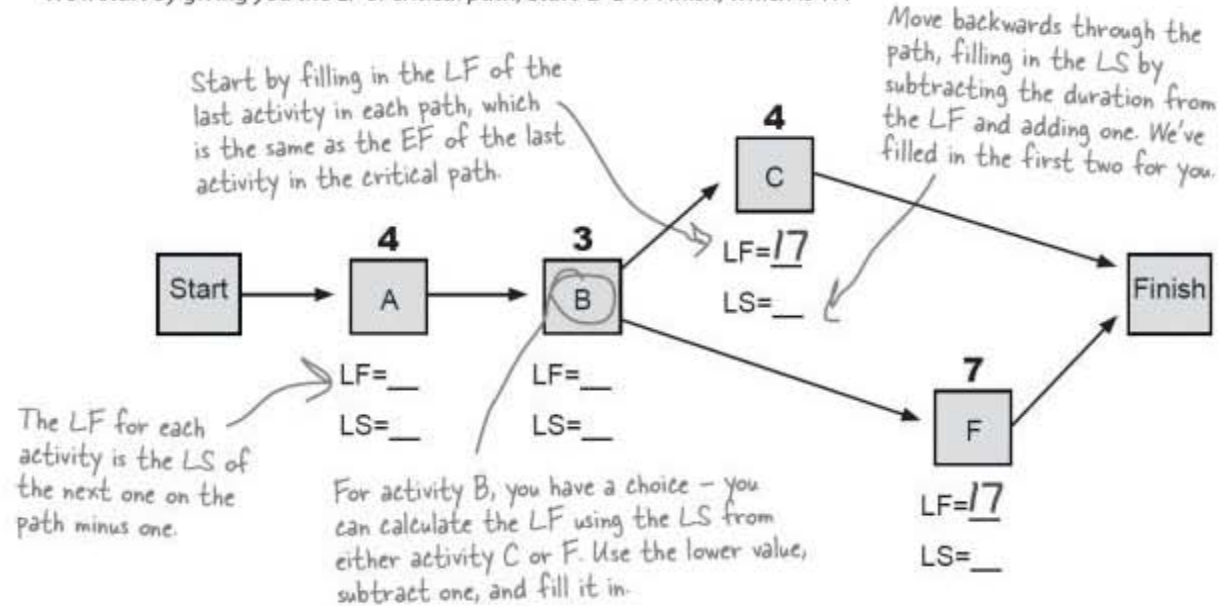 Move backwards through the
path, filling in the LS by
subtracting the duration from
the LF and adding one. We've
filled in the first two for you.
Start by filling in the LF of the
last activity in each path, which
is the same as the EF of the last
activity in the critical path.
4
C
LF=17
LS=__
Start
4
A
LF=__
LS=__
3
B
LF=__
LS=__
Finish
7
F
LF=17
LS=__
The LF for each
activity is the LS of
the next one on the
path minus one.
For activity B, you have a choice – you
can calculate the LF using the LS from
either activity C or F. Use the lower value,
subtract one, and fill it in.